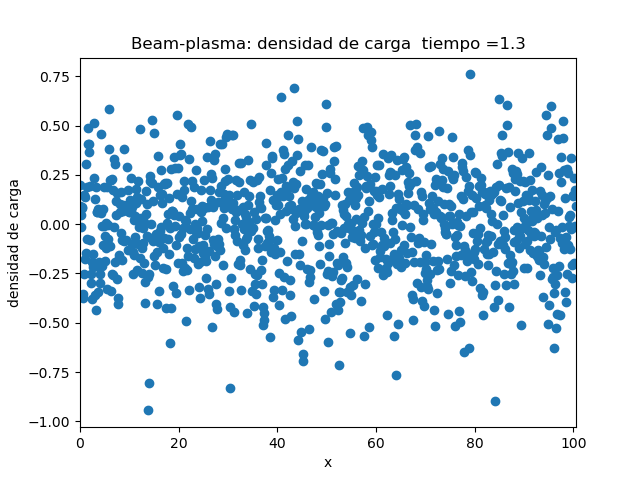 Beam-plasma: densidad de carga  tiempo =1.3
densidad de carga
0.75
0.50
0.25
0.00
−0.25
−0.50
−0.75
−1.00
0 20 40 60 80 100
x